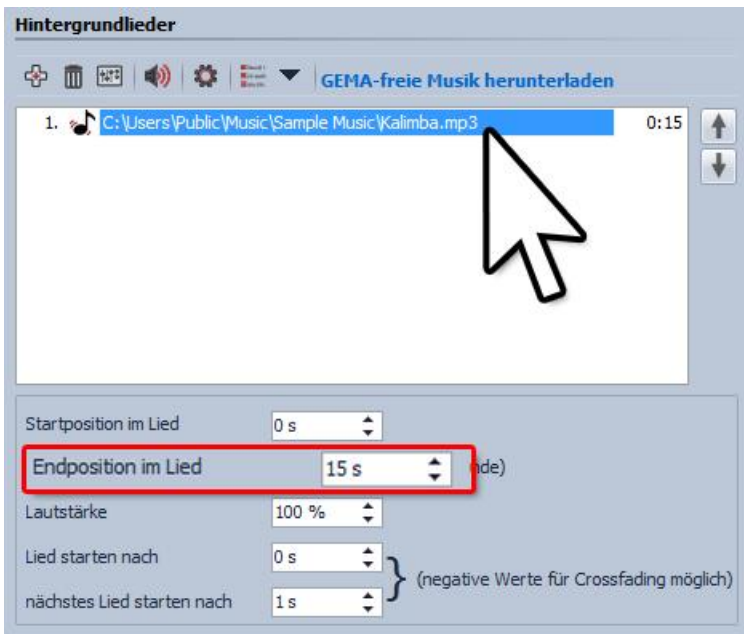 Hintergrundlieder
GEMA-freie Musik herunterladen
1. C:\Users\Public\Music\Sample Music\Kalimba.mp3 0:15
Startposition im Lied 0 s
Endposition im Lied 15 s nde)
Lautstärke 100 %
Lied starten nach 0 s
} (negative Werte für Crossfading möglich)
nächstes Lied starten nach 1 s